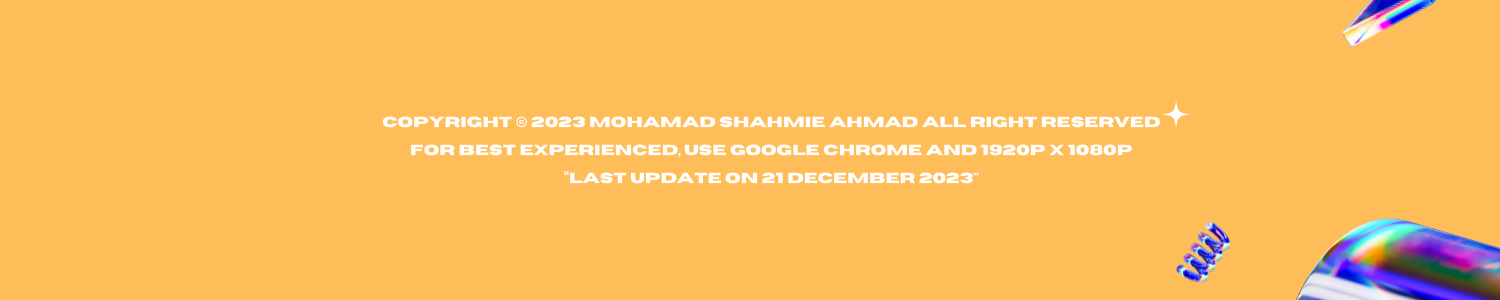 COPYRIGHT © 2023 MOHAMAD SHAHMIE AHMAD ALL RIGHT RESERVED
FOR BEST EXPERIENCED, USE GOOGLE CHROME AND 1920P X 1080P
"LAST UPDATE ON 21 DECEMBER 2023"